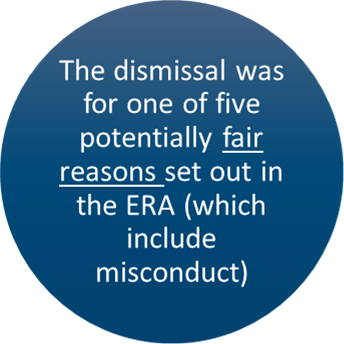 The dismissal was
for one of five
potentially fair
reasons set out in
the ERA (which
include
misconduct)